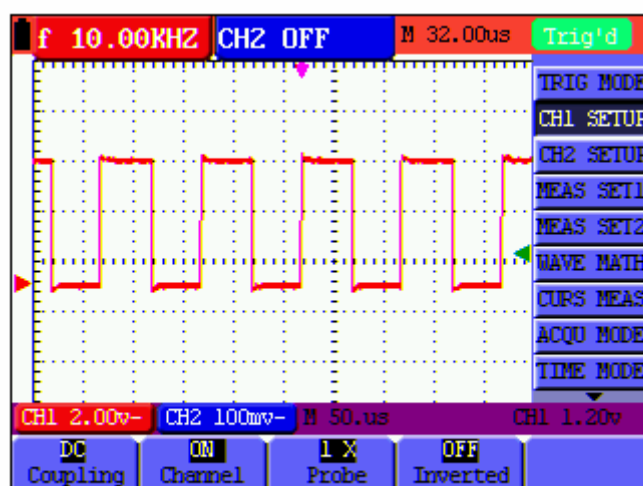 f 10.00KHZ CH2 OFF M 32.00us Trig'd
TRIG MODE
CH1 SETUP
CH2 SETUP
MEAS SET1
MEAS SET2
WAVE MATH
CURS MEAS
ACQU MODE
TIME MODE
CH1 2.00v- CH2 100mv- M 50.us CH1 1.20v
DC ON 1 X OFF
Coupling Channel Probe Inverted